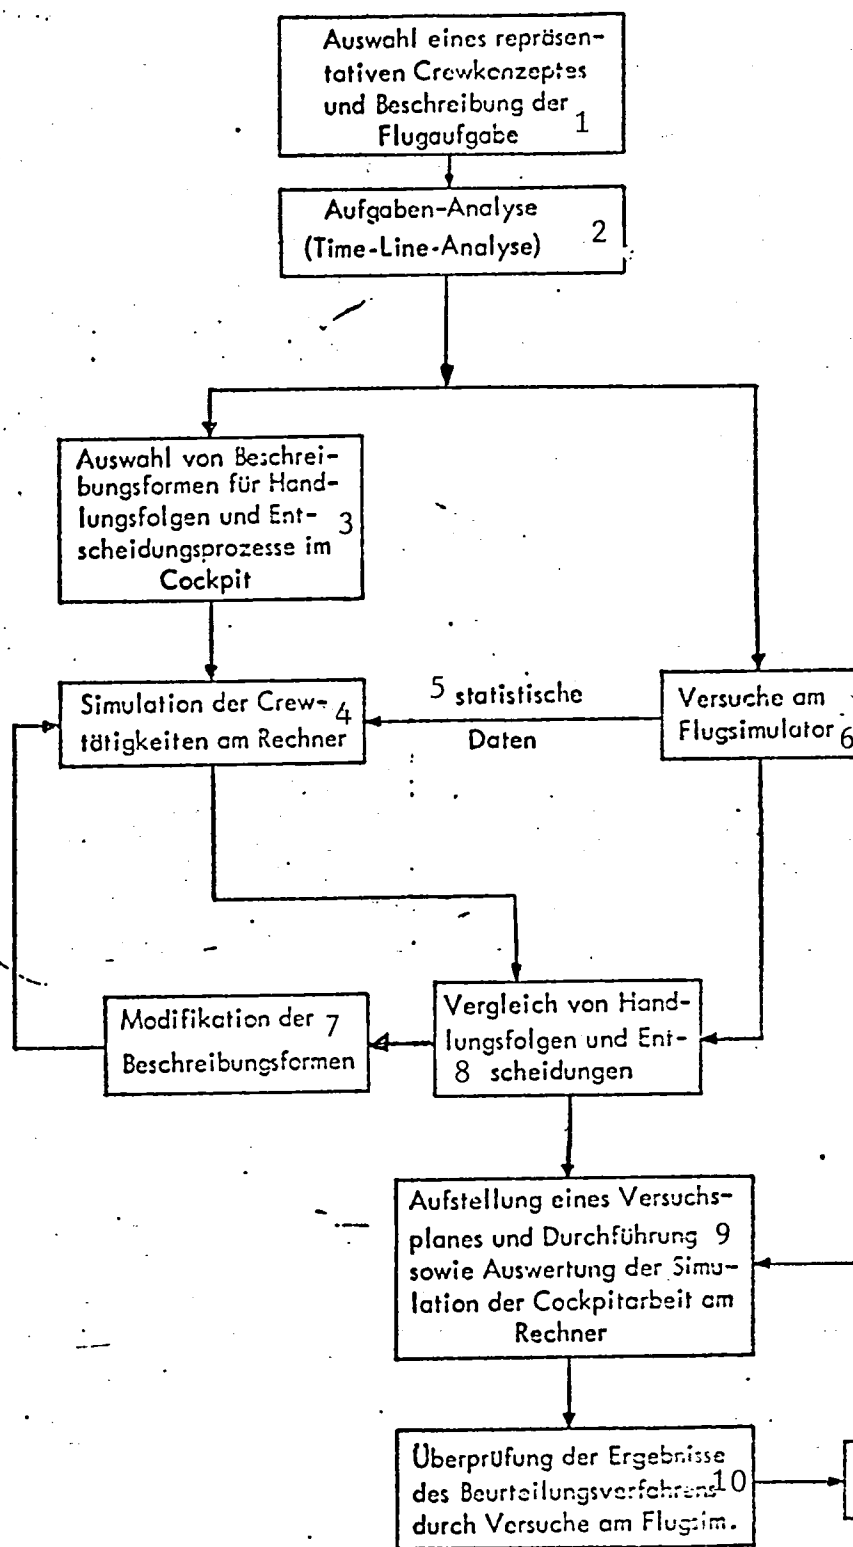 Auswahl eines repräsen-
tativen Crewkonzeptes
und Beschreibung der
Flugaufgabe 1
Aufgaben-Analyse
(Time-Line-Analyse) 2
Auswahl von Beschrei-
bungsformen für Hand-
lungsfolgen und Ent-
scheidungsprozesse im 3
Cockpit
Simulation der Crew- 4
tätigkeiten am Rechner
5 statistische
Daten
Versuche am
Flugsimulator 6
Modifikation der 7
Beschreibungsformen
Vergleich von Hand-
lungsfolgen und Ent-
8 scheidungen
Aufstellung eines Versuchs-
planes und Durchführung 9
sowie Auswertung der Simu-
lation der Cockpitarbeit am
Rechner
Überprüfung der Ergebnisse
des Beurteilungsverfahrens 10
durch Versuche am Flugsim.